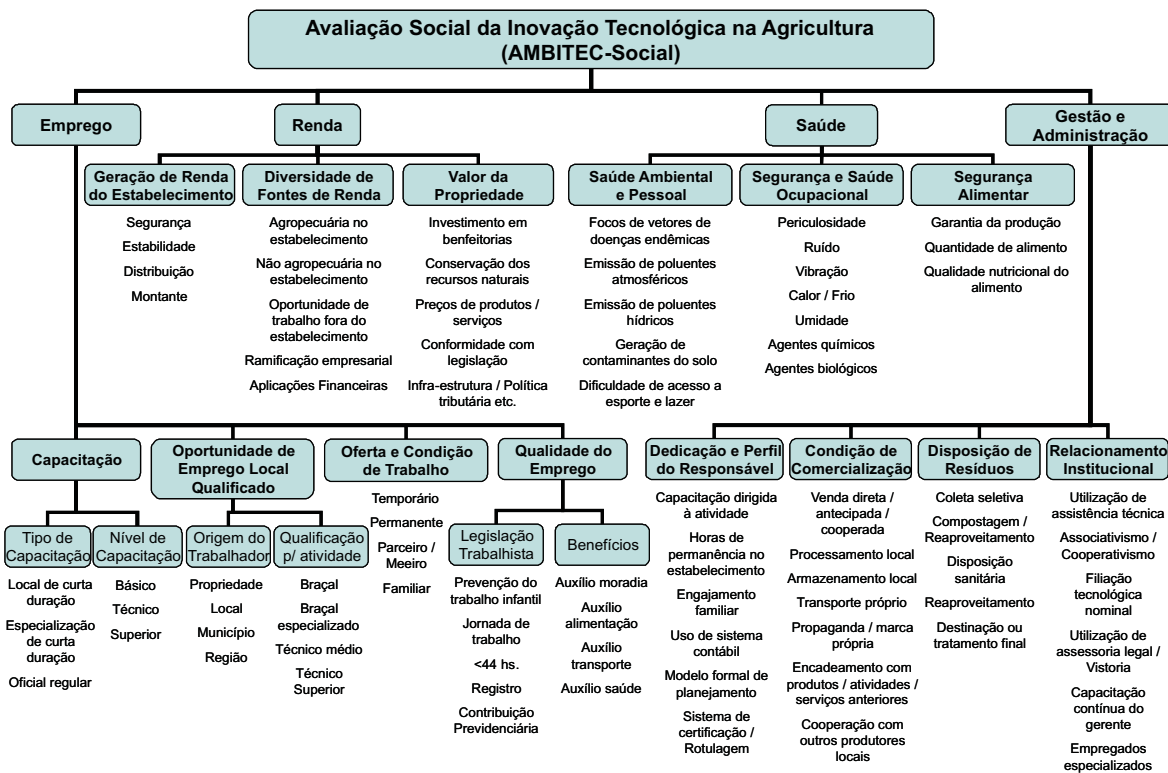 Avaliação Social da Inovação Tecnológica na Agricultura
(AMBITEC-Social)
Emprego
Renda
Saúde
Gestão e
Administração
Geração de Renda
do Estabelecimento
Segurança
Estabilidade
Distribuição
Montante
Diversidade de
Fontes de Renda
Agropecuária no
estabelecimento
Não agropecuária no
estabelecimento
Oportunidade de
trabalho fora do
estabelecimento
Ramificação empresarial
Aplicações Financeiras
Valor da
Propriedade
Investimento em
benfeitorias
Conservação dos
recursos naturais
Preços de produtos /
serviços
Conformidade com
legislação
Infra-estrutura / Política
tributária etc.
Saúde Ambiental
e Pessoal
Focos de vetores de
doenças endêmicas
Emissão de poluentes
atmosféricos
Emissão de poluentes
hídricos
Geração de
contaminantes do solo
Dificuldade de acesso a
esporte e lazer
Segurança e Saúde
Ocupacional
Periculosidade
Ruído
Vibração
Calor / Frio
Umidade
Agentes químicos
Agentes biológicos
Segurança
Alimentar
Garantia da produção
Quantidade de alimento
Qualidade nutricional do
alimento
Capacitação
Tipo de
Capacitação
Local de curta
duração
Especialização
de curta
duração
Oficial regular
Nível de
Capacitação
Básico
Técnico
Superior
Oportunidade de
Emprego Local
Qualificado
Origem do
Trabalhador
Propriedade
Local
Município
Região
Qualificação
p/ atividade
Braçal
Braçal
especializado
Técnico médio
Técnico
Superior
Oferta e Condição
de Trabalho
Temporário
Permanente
Parceiro /
Meeiro
Familiar
Qualidade do
Emprego
Legislação
Trabalhista
Prevenção do
trabalho infantil
Jornada de
trabalho
<44 hs.
Registro
Contribuição
Previdenciária
Benefícios
Auxílio moradia
Auxílio
alimentação
Auxílio
transporte
Auxílio saúde
Dedicação e Perfil
do Responsável
Capacitação dirigida
à atividade
Horas de
permanência no
estabelecimento
Engajamento
familiar
Uso de sistema
contábil
Modelo formal de
planejamento
Sistema de
certificação /
Rotulagem
Condição de
Comercialização
Venda direta /
antecipada /
cooperada
Processamento local
Armazenamento local
Transporte próprio
Propaganda / marca
própria
Encadeamento com
produtos / atividades /
serviços anteriores
Cooperação com
outros produtores
locais
Disposição de
Resíduos
Coleta seletiva
Compostagem /
Reaproveitamento
Disposição
sanitária
Reaproveitamento
Destinação ou
tratamento final
Relacionamento
Institucional
Utilização de
assistência técnica
Associativismo /
Cooperativismo
Filiação
tecnológica
nominal
Utilização de
assessoria legal /
Vistoria
Capacitação
contínua do
gerente
Empregados
especializados